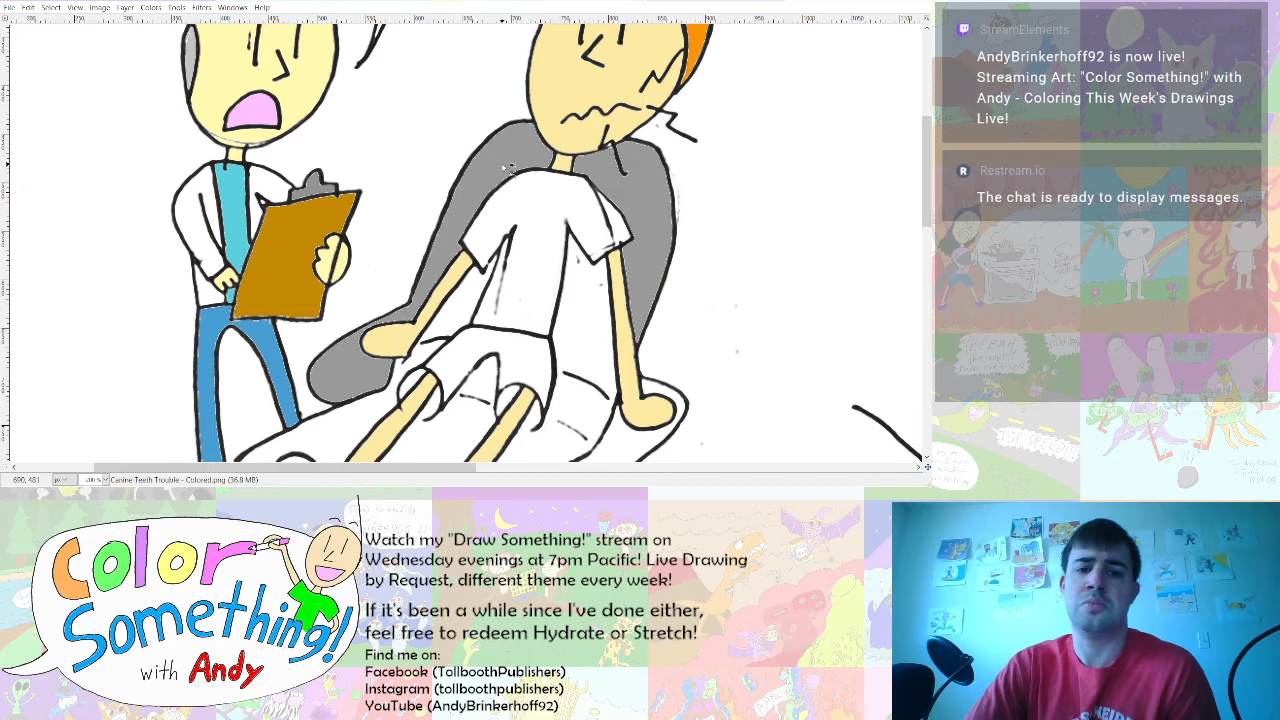 File Edit Select View Image Layer Colors Tools Filters Windows Help
StreamElements
AndyBrinkerhoff92 is now live!
Streaming Art: "Color Something!" with
Andy - Coloring This Week's Drawings
Live!
Restream.io
The chat is ready to display messages.
690, 481 px 200 % Canine Teeth Trouble - Colored.png (36.8 MB)
Color
Something!
with Andy
Watch my "Draw Something!" stream on
Wednesday evenings at 7pm Pacific! Live Drawing
by Request, different theme every week!
If it's been a while since I've done either,
feel free to redeem Hydrate or Stretch!
Find me on:
Facebook (TollboothPublishers)
Instagram (tollboothpublishers)
YouTube (AndyBrinkerhoff92)